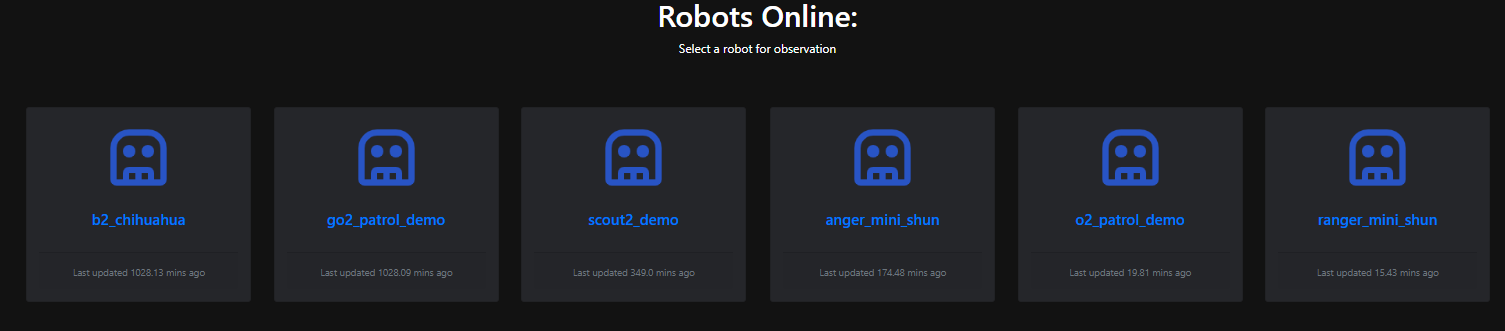 Robots Online:
Select a robot for observation
b2_chihuahua
go2_patrol_demo
scout2_demo
anger_mini_shun
o2_patrol_demo
ranger_mini_shun
Last updated 1028.13 mins ago
Last updated 1028.09 mins ago
Last updated 349.0 mins ago
Last updated 174.48 mins ago
Last updated 19.81 mins ago
Last updated 15.43 mins ago